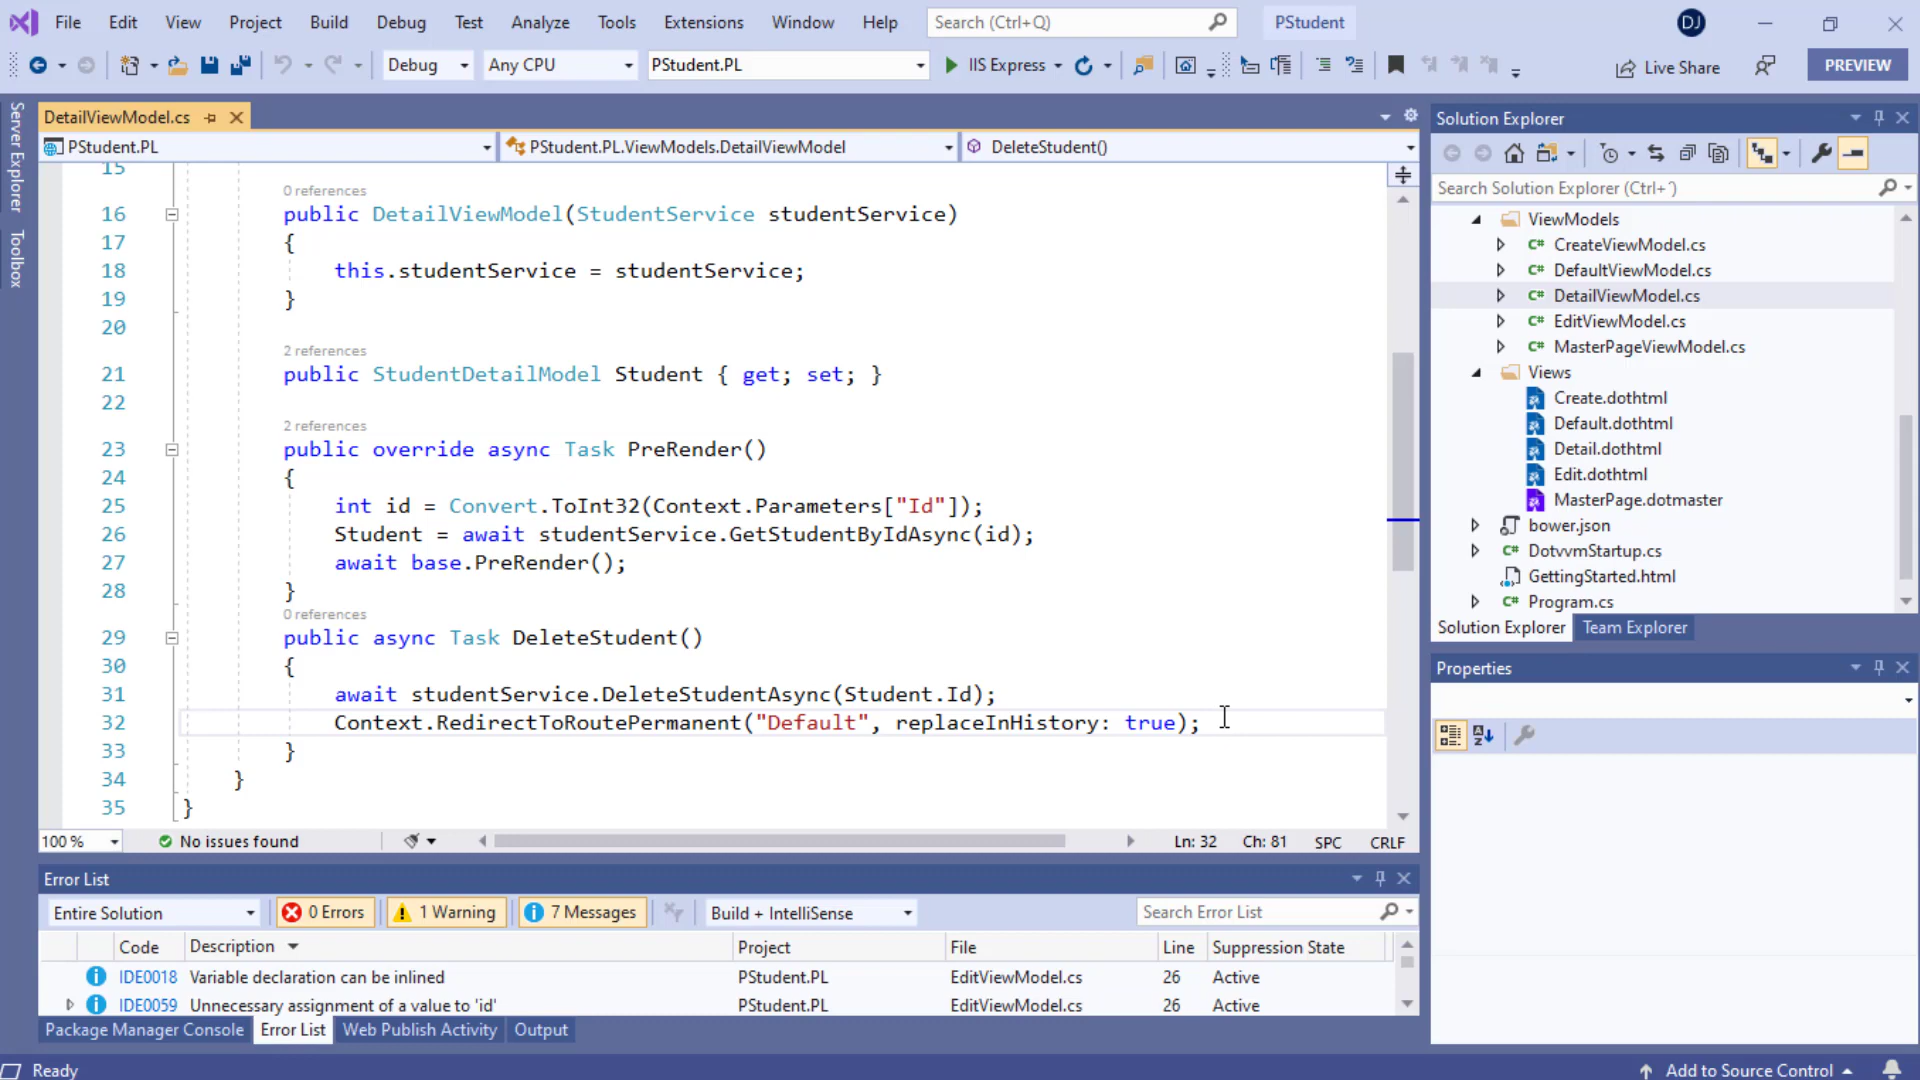 File Edit View Project Build Debug Test Analyze Tools Extensions Window Help Search (Ctrl+Q) PStudent DJ
Debug Any CPU PStudent.PL IIS Express Live Share PREVIEW
Server Explorer
Toolbox
DetailViewModel.cs
PStudent.PL PStudent.PL.ViewModels.DetailViewModel DeleteStudent()
15
0 references
16 public DetailViewModel(StudentService studentService)
17 {
18 this.studentService = studentService;
19 }
20
2 references
21 public StudentDetailModel Student { get; set; }
22
2 references
23 public override async Task PreRender()
24 {
25 int id = Convert.ToInt32(Context.Parameters["Id"]);
26 Student = await studentService.GetStudentByIdAsync(id);
27 await base.PreRender();
28 }
0 references
29 public async Task DeleteStudent()
30 {
31 await studentService.DeleteStudentAsync(Student.Id);
32 Context.RedirectToRoutePermanent("Default", replaceInHistory: true);
33 }
34 }
35 }
100 % No issues found Ln: 32 Ch: 81 SPC CRLF
Error List
Entire Solution 0 Errors 1 Warning 7 Messages Build + IntelliSense Search Error List
Code Description Project File Line Suppression State
IDE0018 Variable declaration can be inlined PStudent.PL EditViewModel.cs 26 Active
IDE0059 Unnecessary assignment of a value to 'id' PStudent.PL EditViewModel.cs 26 Active
Package Manager Console Error List Web Publish Activity Output
Solution Explorer
Search Solution Explorer (Ctrl+´)
ViewModels
C# CreateViewModel.cs
C# DefaultViewModel.cs
C# DetailViewModel.cs
C# EditViewModel.cs
C# MasterPageViewModel.cs
Views
Create.dothtml
Default.dothtml
Detail.dothtml
Edit.dothtml
MasterPage.dotmaster
bower.json
C# DotvvmStartup.cs
GettingStarted.html
C# Program.cs
Solution Explorer Team Explorer
Properties
Ready Add to Source Control